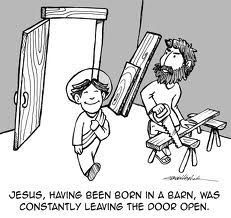 JESUS, HAVING BEEN BORN IN A BARN, WAS
CONSTANTLY LEAVING THE DOOR OPEN.